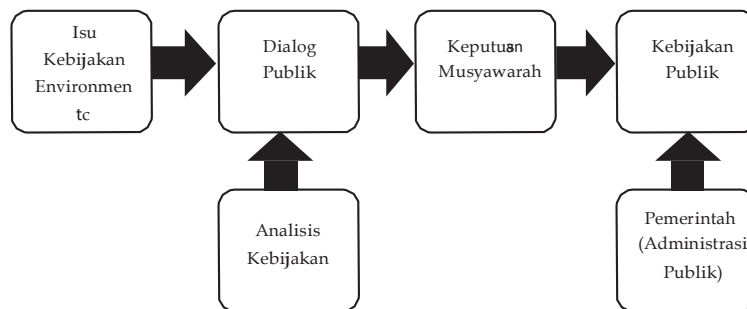 Isu
Kebijakan
Environmen
tc
Dialog
Publik
Keputusan
Musyawarah
Kebijakan
Publik
Analisis
Kebijakan
Pemerintah
(Administrasi
Publik)